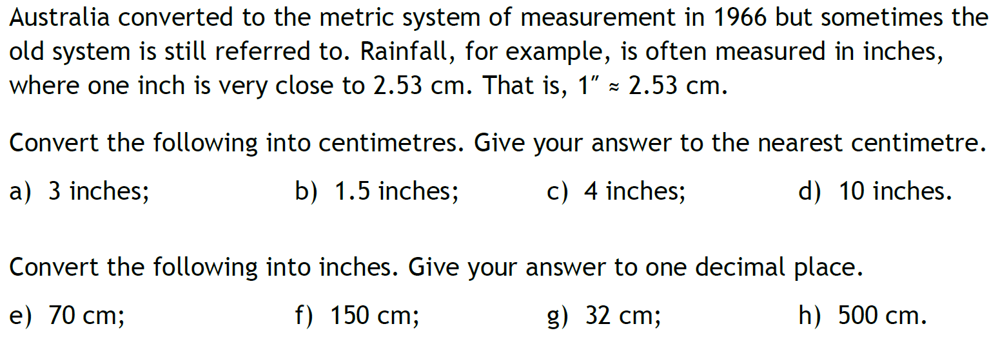 Australia converted to the metric system of measurement in 1966 but sometimes the
old system is still referred to. Rainfall, for example, is often measured in inches,
where one inch is very close to 2.53 cm. That is, 1″ ≈ 2.53 cm.
Convert the following into centimetres. Give your answer to the nearest centimetre.
a) 3 inches; b) 1.5 inches; c) 4 inches; d) 10 inches.
Convert the following into inches. Give your answer to one decimal place.
e) 70 cm; f) 150 cm; g) 32 cm; h) 500 cm.